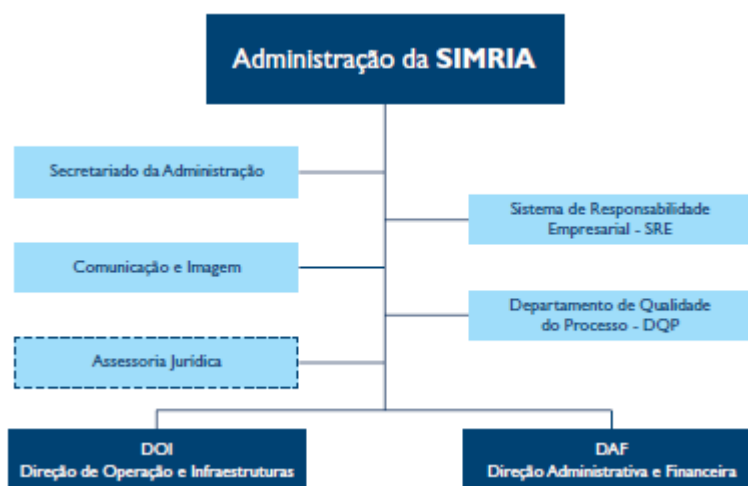 Administração da SIMRIA
Secretariado da Administração
Sistema de Responsabilidade
Empresarial - SRE
Comunicação e Imagem
Departamento de Qualidade
do Processo - DQP
Assessoria Jurídica
DOI
Direção de Operação e Infraestruturas
DAF
Direção Administrativa e Financeira